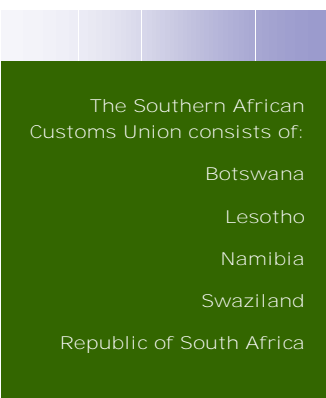 The Southern African
Customs Union consists of:
Botswana
Lesotho
Namibia
Swaziland
Republic of South Africa